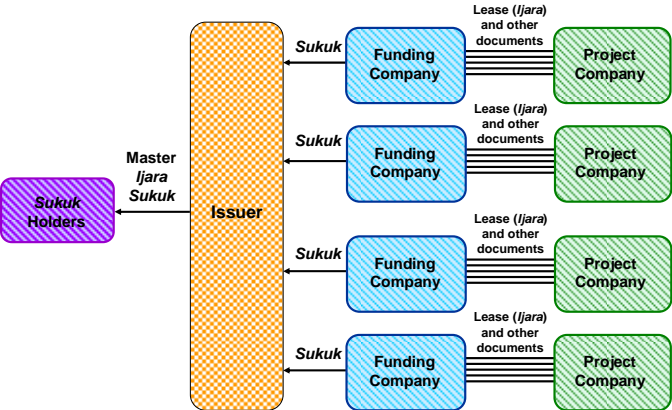 Sukuk
Holders
Master
Ijara
Sukuk
Issuer
Sukuk
Funding
Company
Lease (Ijara)
and other
documents
Project
Company
Sukuk
Funding
Company
Lease (Ijara)
and other
documents
Project
Company
Sukuk
Funding
Company
Lease (Ijara)
and other
documents
Project
Company
Sukuk
Funding
Company
Lease (Ijara)
and other
documents
Project
Company